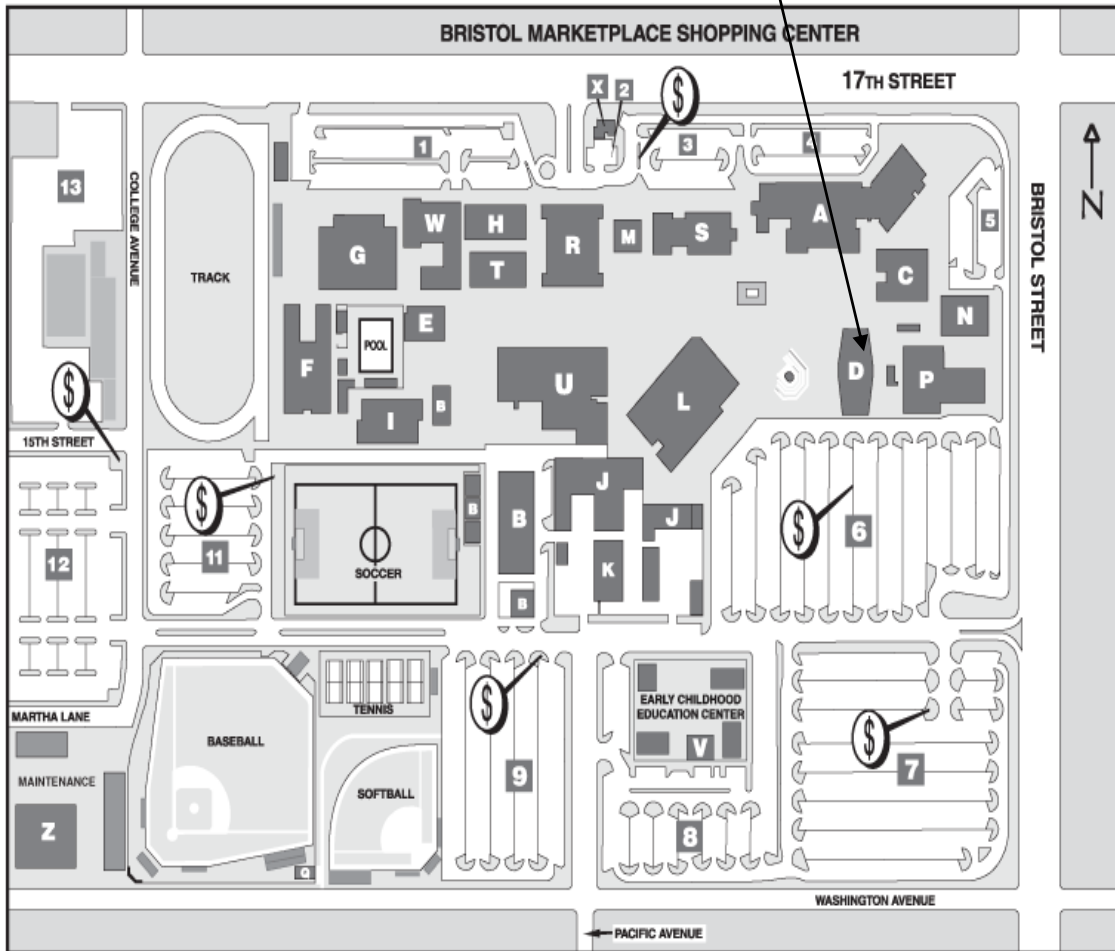 BRISTOL MARKETPLACE SHOPPING CENTER
17TH STREET
X
2
$
1
3
4
13
COLLEGE AVENUE
BRISTOL STREET
N
5
A
W
H
R
M
S
G
T
C
TRACK
E
N
POOL
F
U
D
P
L
I
B
$
15TH STREET
J
$
B
B
J
$
6
12
11
SOCCER
K
B
MARTHA LANE
TENNIS
$
EARLY CHILDHOOD
EDUCATION CENTER
V
$
7
BASEBALL
9
MAINTENANCE
SOFTBALL
Z
8
Q
WASHINGTON AVENUE
PACIFIC AVENUE